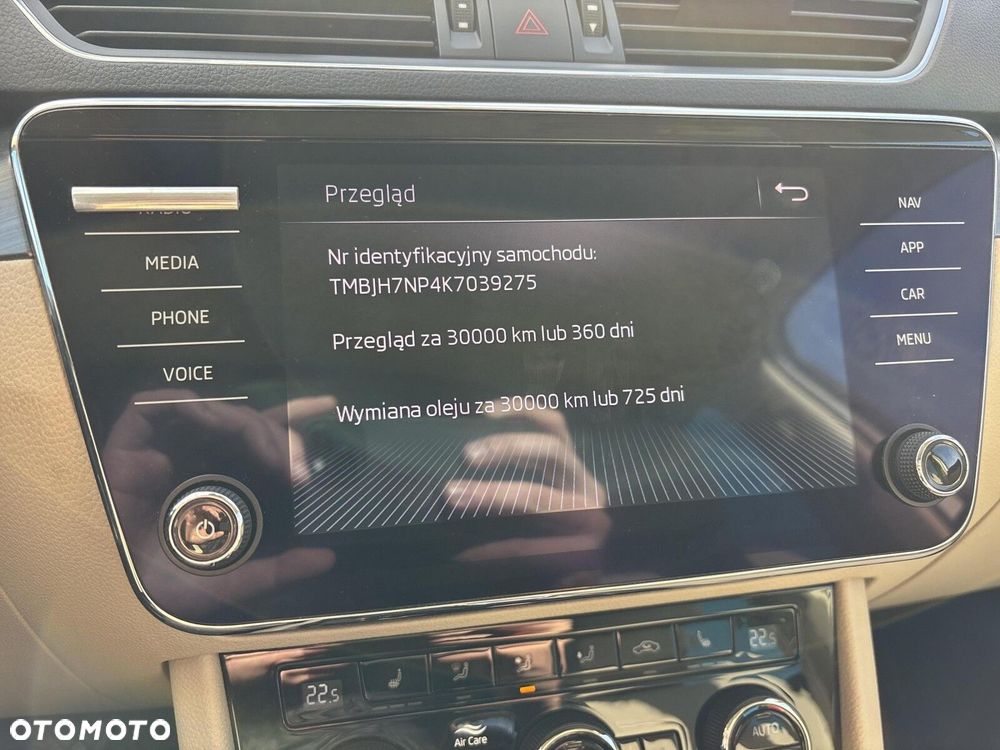 Przegląd
RADIO
NAV
Nr identyfikacyjny samochodu:
TMBJH7NP4K7039275
MEDIA
APP
PHONE
Przegląd za 30000 km lub 360 dni
CAR
VOICE
MENU
Wymiana oleju za 30000 km lub 725 dni
22.5
22.5
Air Care
AUTO
OTOMOTO